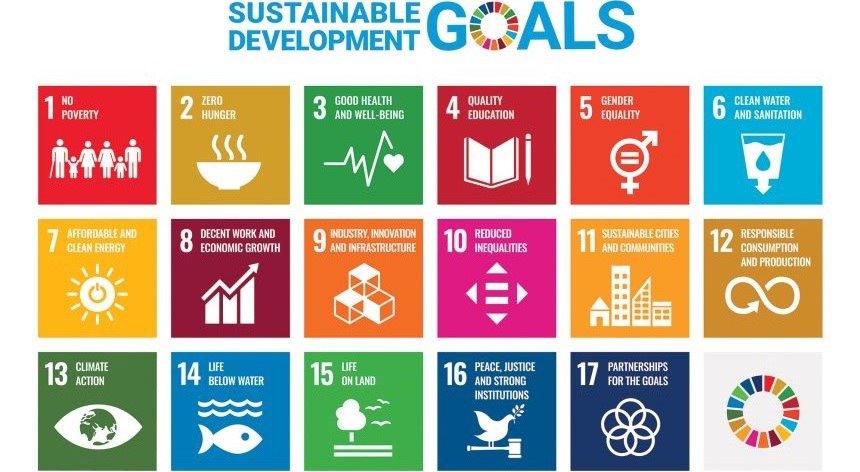 SUSTAINABLE
DEVELOPMENT
GOALS
1 NO
POVERTY
2 ZERO
HUNGER
3 GOOD HEALTH
AND WELL-BEING
4 QUALITY
EDUCATION
5 GENDER
EQUALITY
6 CLEAN WATER
AND SANITATION
7 AFFORDABLE AND
CLEAN ENERGY
8 DECENT WORK AND
ECONOMIC GROWTH
9 INDUSTRY, INNOVATION
AND INFRASTRUCTURE
10 REDUCED
INEQUALITIES
11 SUSTAINABLE CITIES
AND COMMUNITIES
12 RESPONSIBLE
CONSUMPTION
AND PRODUCTION
13 CLIMATE
ACTION
14 LIFE
BELOW WATER
15 LIFE
ON LAND
16 PEACE, JUSTICE
AND STRONG
INSTITUTIONS
17 PARTNERSHIPS
FOR THE GOALS